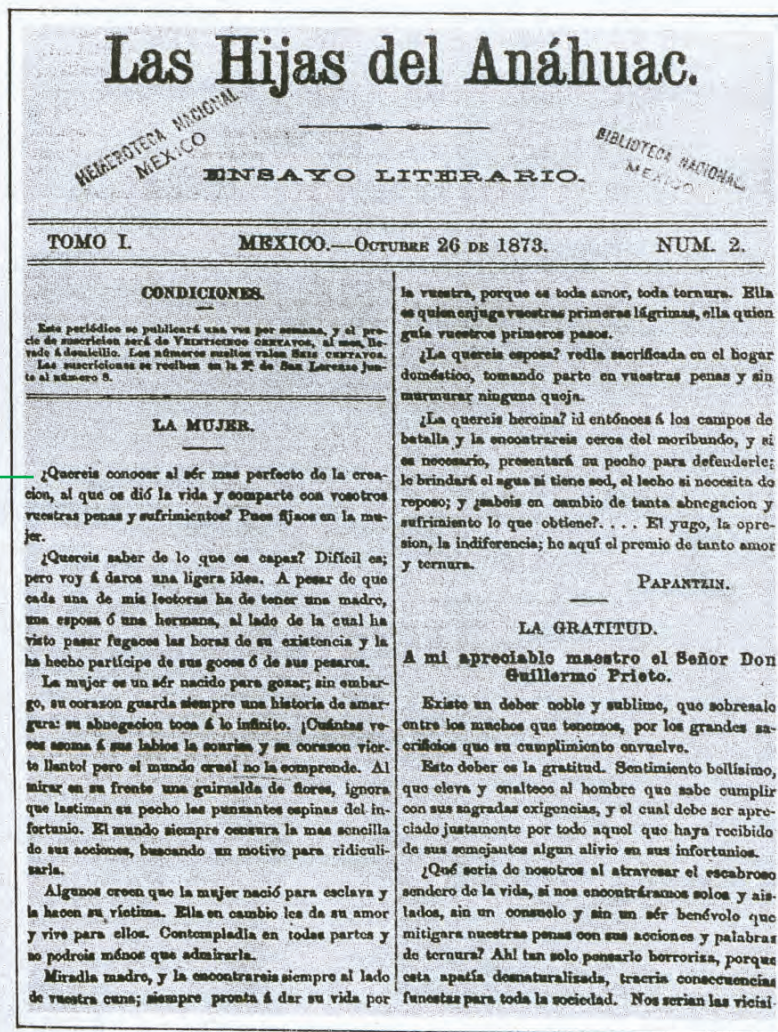 Las Hijas del Anáhuac.
HEMEROTECA NACIONAL
MEXICO
BIBLIOTECA NACIONAL
MEXICO
ENSAYO LITERARIO.
TOMO I.
MEXICO.—OCTUBRE 26 DE 1873.
NUM. 2.
CONDICIONES.
Este periódico se publicará una vez por semana, y el pre-
cio de suscricion será de VEINTICINCO CENTAVOS, al mes, lle-
vado á domicilio. Los números sueltos valen SEIS CENTAVOS.
Las suscriciones se reciben en la 2ª de San Lorenzo jun-
to al número 8.
LA MUJER.
¿Quereis conocer al sér mas perfecto de la crea-
cion, al que os dió la vida y comparte con vosotros
vuestras penas y sufrimientos? Pues fijaos en la mu-
jer.
¿Quereis saber de lo que es capaz? Difícil es;
pero voy á daros una ligera idea. A pesar de que
cada una de mis lectoras ha de tener una madre,
una esposa ó una hermana, al lado de la cual ha
visto pasar fugaces las horas de su existencia y la
ha hecho partícipe de sus goces ó de sus pesares.
La mujer es un sér nacido para gozar; sin embar-
go, su corazon guarda siempre una historia de amar-
gura: su abnegacion toca á lo infinito. ¡Cuántas ve-
ces asoma á sus labios la sonrisa y su corazon vier-
te llanto! pero el mundo cruel no la comprende. Al
mirar en su frente una guirnalda de flores, ignora
que lastiman su pecho las punzantes espinas del in-
fortunio. El mundo siempre censura la mas sencilla
de sus acciones, buscando un motivo para ridiculi-
zarla.
Algunos creen que la mujer nació para esclava y
la hacen su víctima. Ella en cambio les da su amor
y vive para ellos. Contempladla en todas partes y
no podreis ménos que admirarla.
Miradla madre, y la encontrareis siempre al lado
de vuestra cuna; siempre pronta á dar su vida por
la vuestra, porque es toda amor, toda ternura. Ella
es quien enjuga vuestras primeras lágrimas, ella quien
guía vuestros primeros pasos.
¿La quereis esposa? vedla sacrificada en el hogar
doméstico, tomando parte en vuestras penas y sin
murmurar ninguna queja.
¿La quereis heroina? id entónces á los campos de
batalla y la encontrareis cerca del moribundo, y si
es necesario, presentará su pecho para defenderle:
le brindará el agua si tiene sed, el lecho si necesita de
reposo; y ¿sabeis en cambio de tanta abnegacion y
sufrimiento lo que obtiene?.... El yugo, la opre-
sion, la indiferencia; he aquí el premio de tanto amor
y ternura.
PAPANTZIN.
LA GRATITUD.
A mi apreciable maestro el Señor Don
Guillermo Prieto.
Existe un deber noble y sublime, que sobresale
entre los muchos que tenemos, por los grandes sa-
crificios que su cumplimiento envuelve.
Este deber es la gratitud. Sentimiento bellísimo,
que eleva y enaltece al hombre que sabe cumplir
con sus sagradas exigencias, y el cual debe ser apre-
ciado justamente por todo aquel que haya recibido
de sus semejantes algun alivio en sus infortunios.
¿Qué seria de nosotros al atravesar el escabroso
sendero de la vida, si nos encontráramos solos y ais-
lados, sin un consuelo y sin un sér benévolo que
mitigara nuestras penas con sus acciones y palabras
de ternura? Ah! tan solo pensarlo horroriza, porque
esta apatía desnaturalizada, traeria consecuencias
funestas para toda la sociedad. Nos serian las vicisi-